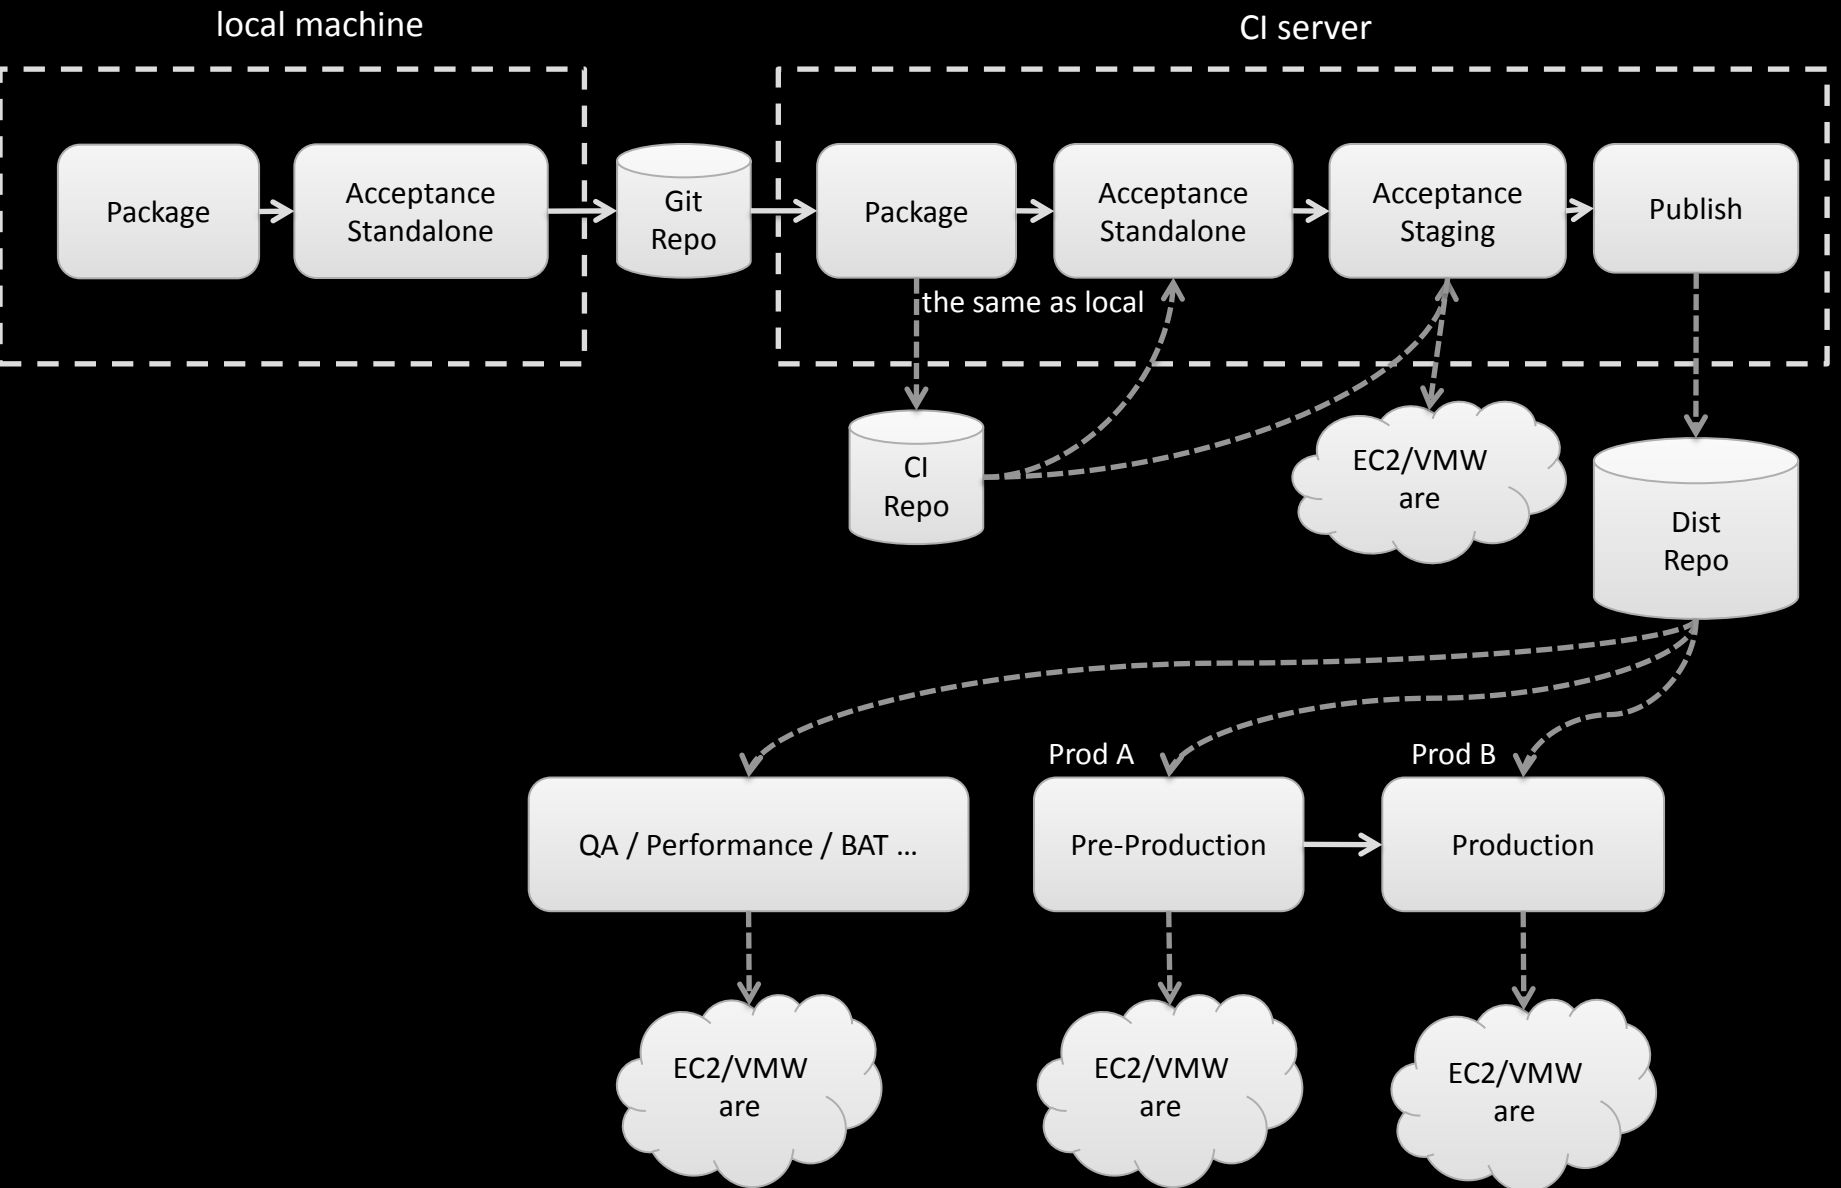 local machine
CI server
Package
Acceptance
Standalone
Git
Repo
Package
Acceptance
Standalone
Acceptance
Staging
Publish
the same as local
CI
Repo
EC2/VMW
are
Dist
Repo
Prod A
Prod B
QA / Performance / BAT …
Pre-Production
Production
EC2/VMW
are
EC2/VMW
are
EC2/VMW
are